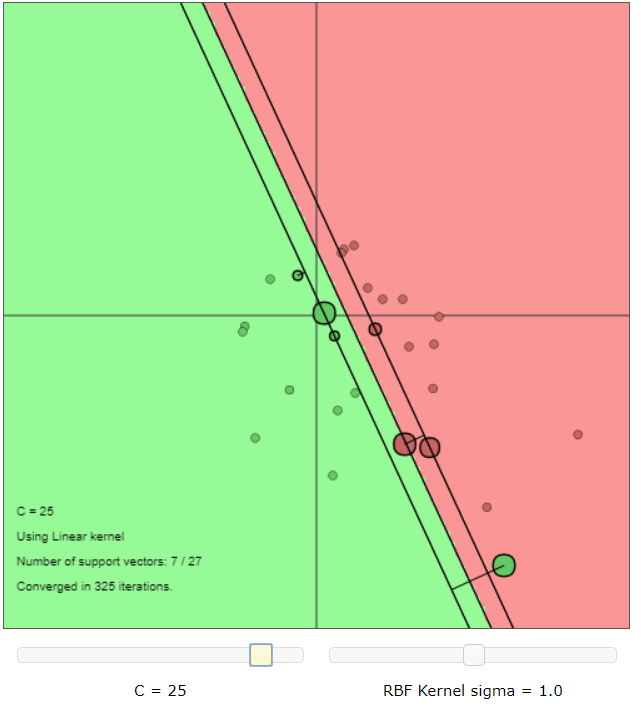 C = 25
Using Linear kernel
Number of support vectors: 7 / 27
Converged in 325 iterations.
C = 25
RBF Kernel sigma = 1.0